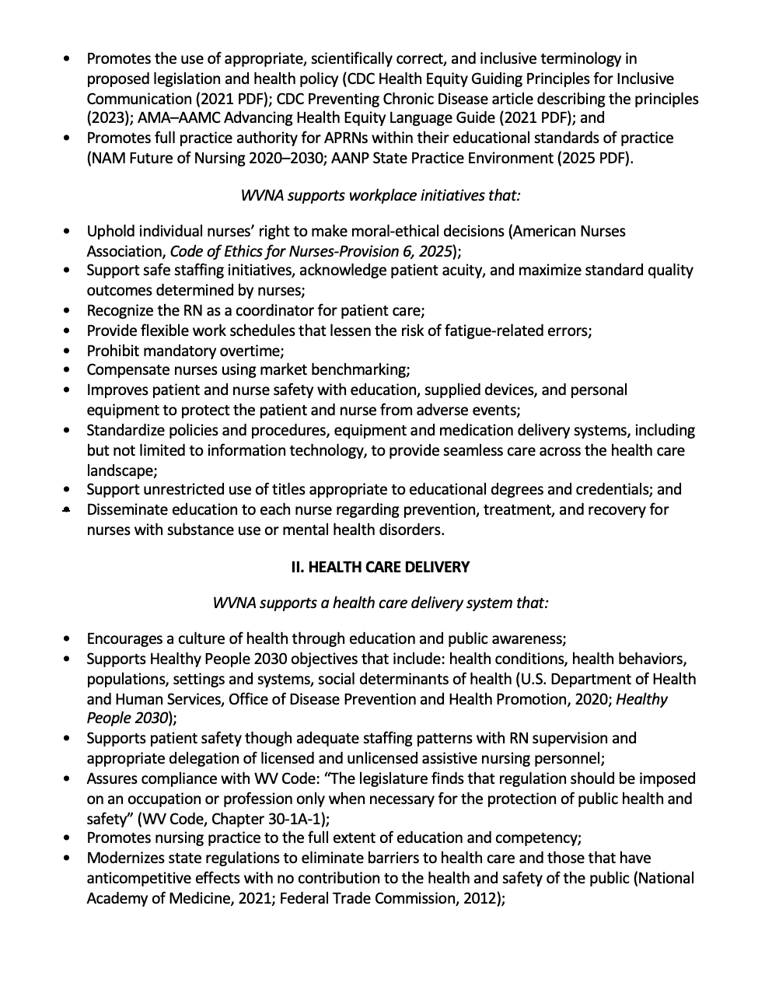 • Promotes the use of appropriate, scientifically correct, and inclusive terminology in
proposed legislation and health policy (CDC Health Equity Guiding Principles for Inclusive
Communication (2021 PDF); CDC Preventing Chronic Disease article describing the principles
(2023); AMA–AAMC Advancing Health Equity Language Guide (2021 PDF); and
• Promotes full practice authority for APRNs within their educational standards of practice
(NAM Future of Nursing 2020–2030; AANP State Practice Environment (2025 PDF).
WVNA supports workplace initiatives that:
• Uphold individual nurses’ right to make moral-ethical decisions (American Nurses
Association, Code of Ethics for Nurses-Provision 6, 2025);
• Support safe staffing initiatives, acknowledge patient acuity, and maximize standard quality
outcomes determined by nurses;
• Recognize the RN as a coordinator for patient care;
• Provide flexible work schedules that lessen the risk of fatigue-related errors;
• Prohibit mandatory overtime;
• Compensate nurses using market benchmarking;
• Improves patient and nurse safety with education, supplied devices, and personal
equipment to protect the patient and nurse from adverse events;
• Standardize policies and procedures, equipment and medication delivery systems, including
but not limited to information technology, to provide seamless care across the health care
landscape;
• Support unrestricted use of titles appropriate to educational degrees and credentials; and
• Disseminate education to each nurse regarding prevention, treatment, and recovery for
nurses with substance use or mental health disorders.
II. HEALTH CARE DELIVERY
WVNA supports a health care delivery system that:
• Encourages a culture of health through education and public awareness;
• Supports Healthy People 2030 objectives that include: health conditions, health behaviors,
populations, settings and systems, social determinants of health (U.S. Department of Health
and Human Services, Office of Disease Prevention and Health Promotion, 2020; Healthy
People 2030);
• Supports patient safety though adequate staffing patterns with RN supervision and
appropriate delegation of licensed and unlicensed assistive nursing personnel;
• Assures compliance with WV Code: “The legislature finds that regulation should be imposed
on an occupation or profession only when necessary for the protection of public health and
safety” (WV Code, Chapter 30-1A-1);
• Promotes nursing practice to the full extent of education and competency;
• Modernizes state regulations to eliminate barriers to health care and those that have
anticompetitive effects with no contribution to the health and safety of the public (National
Academy of Medicine, 2021; Federal Trade Commission, 2012);